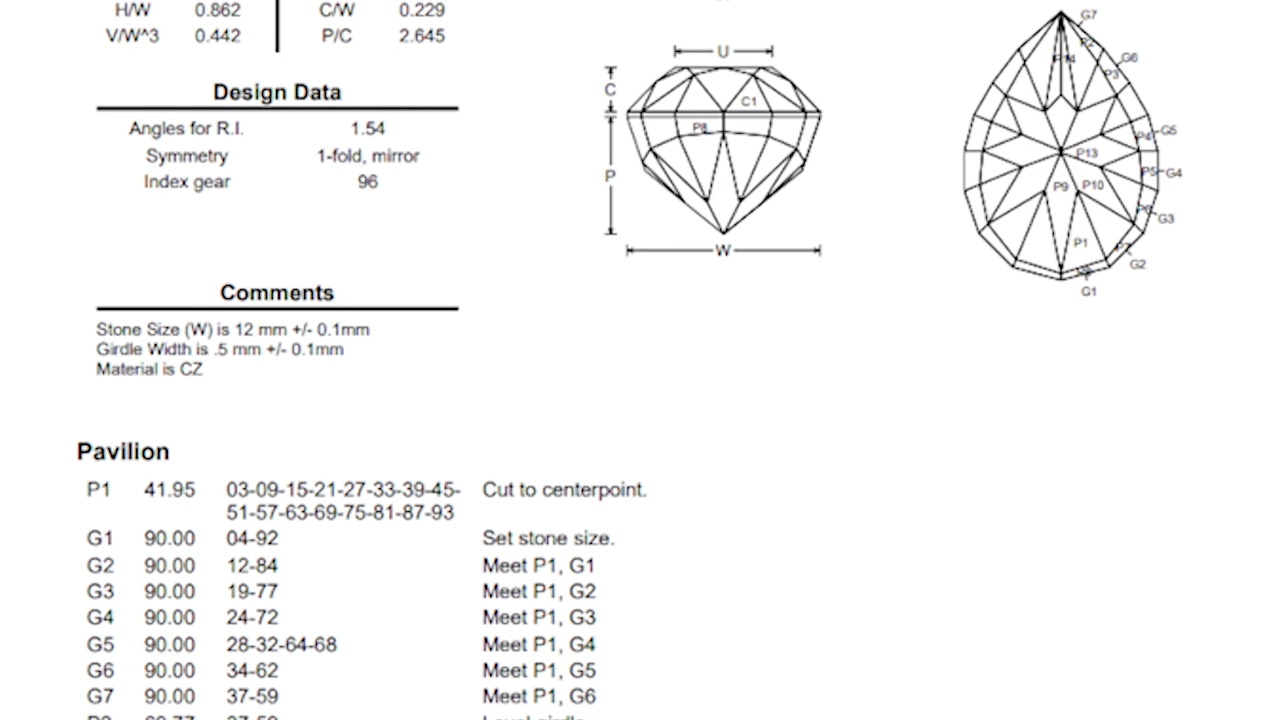 H/W 0.862 C/W 0.229
V/W^3 0.442 P/C 2.645
Design Data
Angles for R.I. 1.54
Symmetry 1-fold, mirror
Index gear 96
Comments
Stone Size (W) is 12 mm +/- 0.1mm
Girdle Width is .5 mm +/- 0.1mm
Material is CZ
U
C
C1
P8
P
W
G7
P2
G6
P14
P3
P4
G5
P13
P5
G4
P9
P10
G3
P1
G2
G1
Pavilion
P1 41.95 03-09-15-21-27-33-39-45- Cut to centerpoint.
51-57-63-69-75-81-87-93
G1 90.00 04-92 Set stone size.
G2 90.00 12-84 Meet P1, G1
G3 90.00 19-77 Meet P1, G2
G4 90.00 24-72 Meet P1, G3
G5 90.00 28-32-64-68 Meet P1, G4
G6 90.00 34-62 Meet P1, G5
G7 90.00 37-59 Meet P1, G6